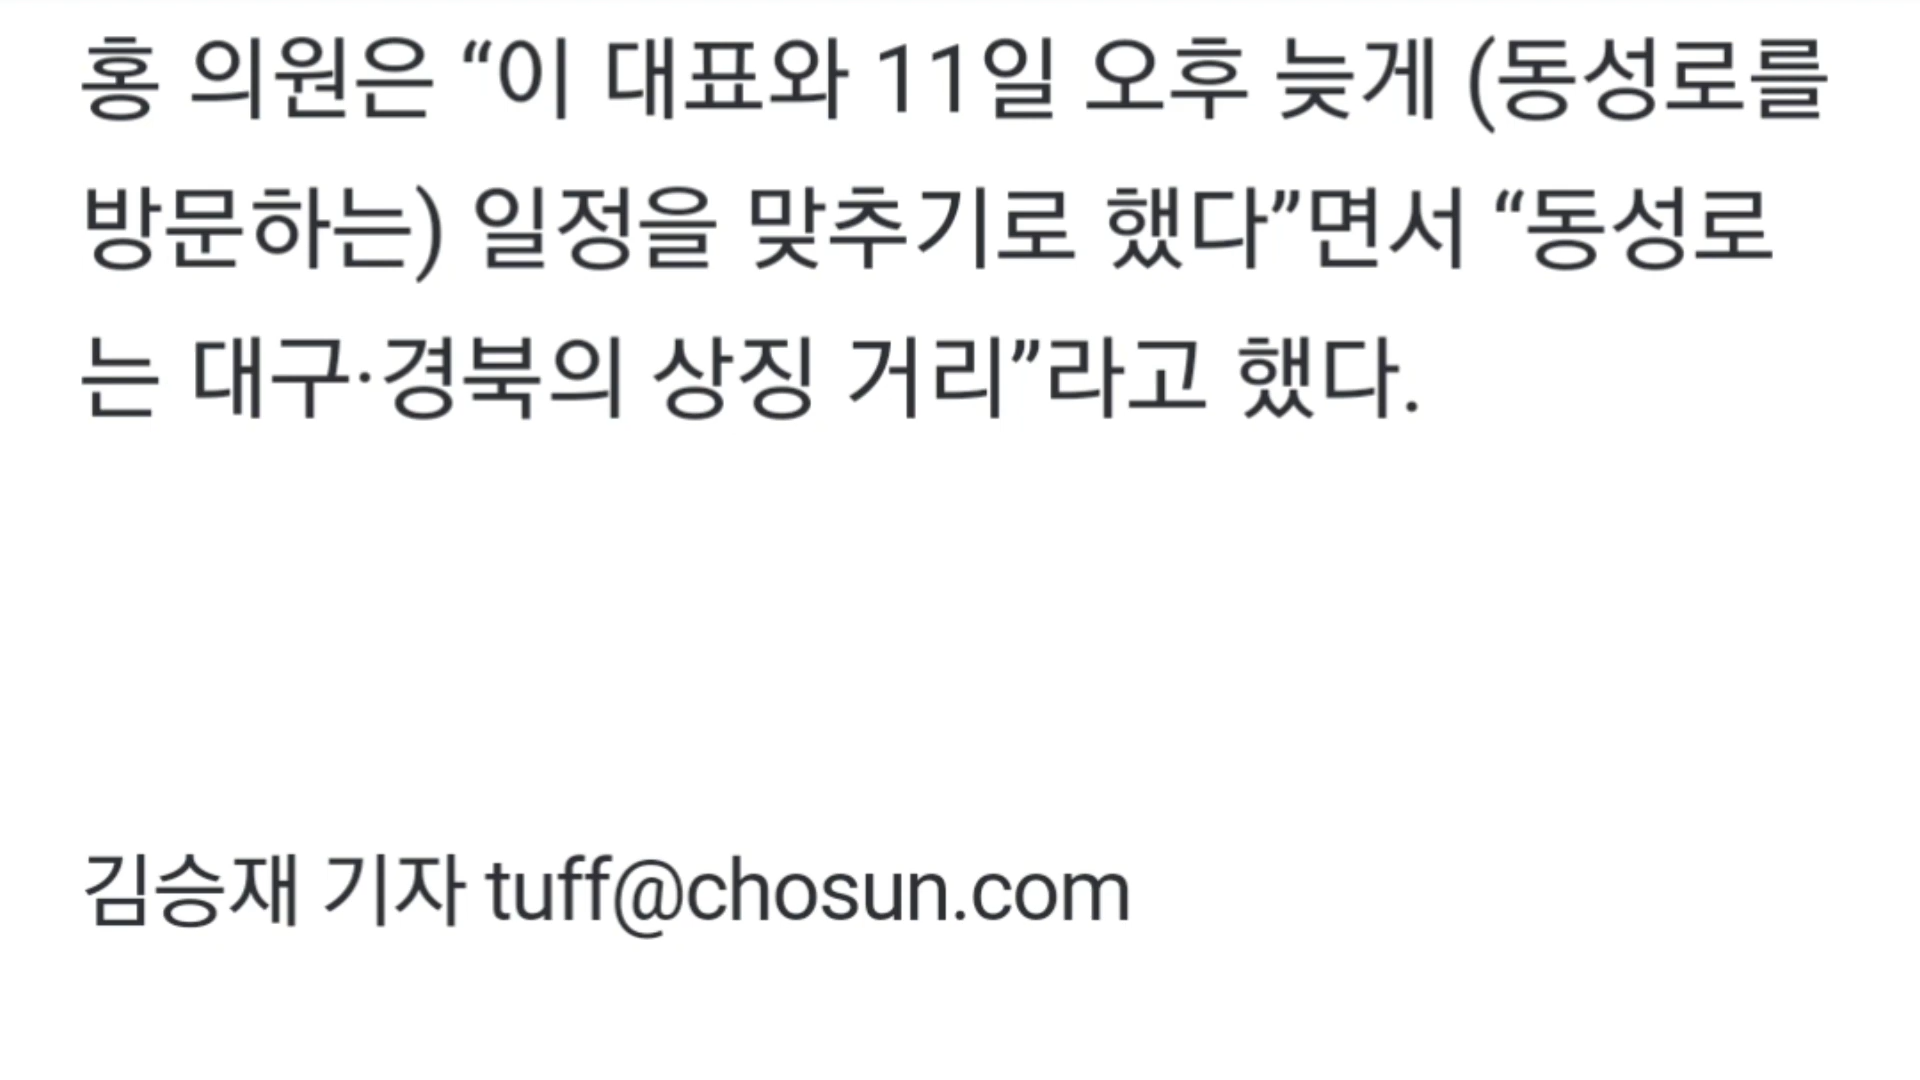 홍 의원은 “이 대표와 11일 오후 늦게 (동성로를
방문하는) 일정을 맞추기로 했다”면서 “동성로
는 대구·경북의 상징 거리”라고 했다.
김승재 기자 tuff@chosun.com